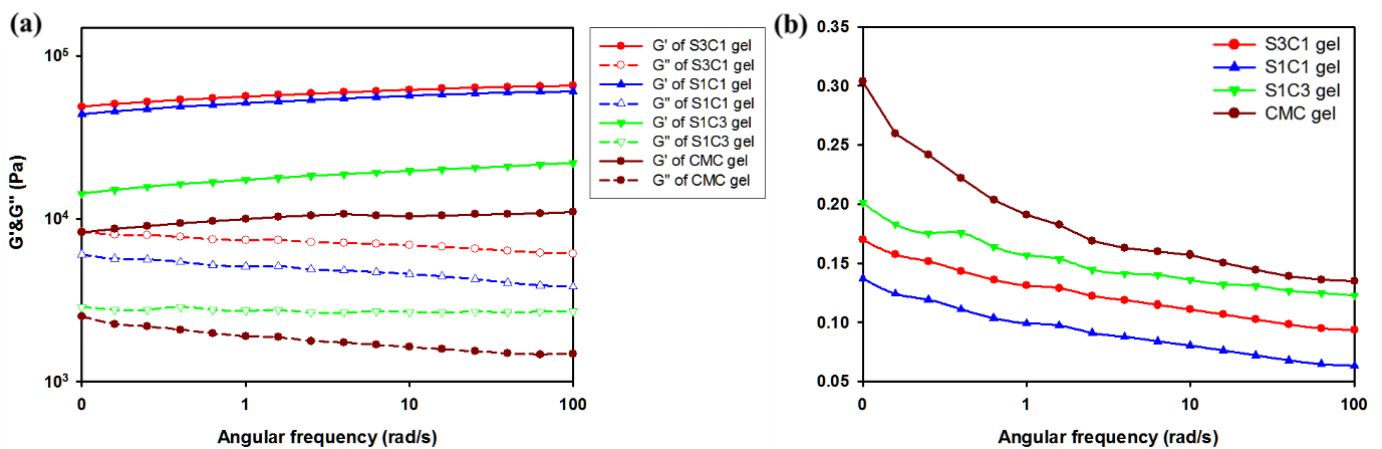 (a)
G'&G'' (Pa)
10⁵
10⁴
10³
0
1
10
100
Angular frequency (rad/s)
G' of S3C1 gel
G'' of S3C1 gel
G' of S1C1 gel
G'' of S1C1 gel
G' of S1C3 gel
G'' of S1C3 gel
G' of CMC gel
G'' of CMC gel
(b)
0.35
0.30
0.25
0.20
0.15
0.10
0.05
0
1
10
100
Angular frequency (rad/s)
S3C1 gel
S1C1 gel
S1C3 gel
CMC gel